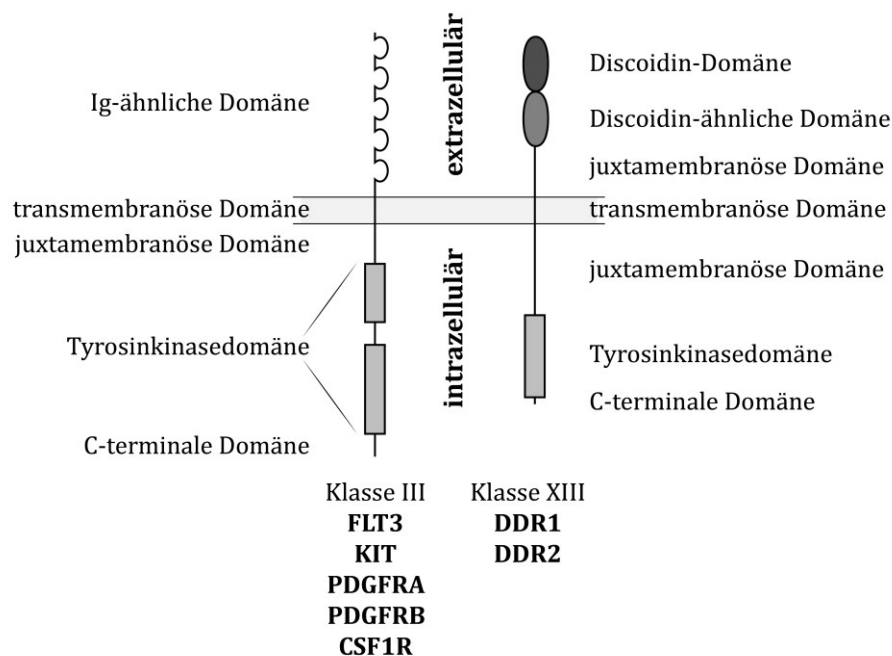 extrazellulär
Ig-ähnliche Domäne
transmembranöse Domäne
juxtamembranöse Domäne
Tyrosinkinasedomäne
C-terminale Domäne
intrazellulär
Discoidin-Domäne
Discoidin-ähnliche Domäne
juxtamembranöse Domäne
transmembranöse Domäne
juxtamembranöse Domäne
Tyrosinkinasedomäne
C-terminale Domäne
Klasse III
FLT3
KIT
PDGFRA
PDGFRB
CSF1R
Klasse XIII
DDR1
DDR2